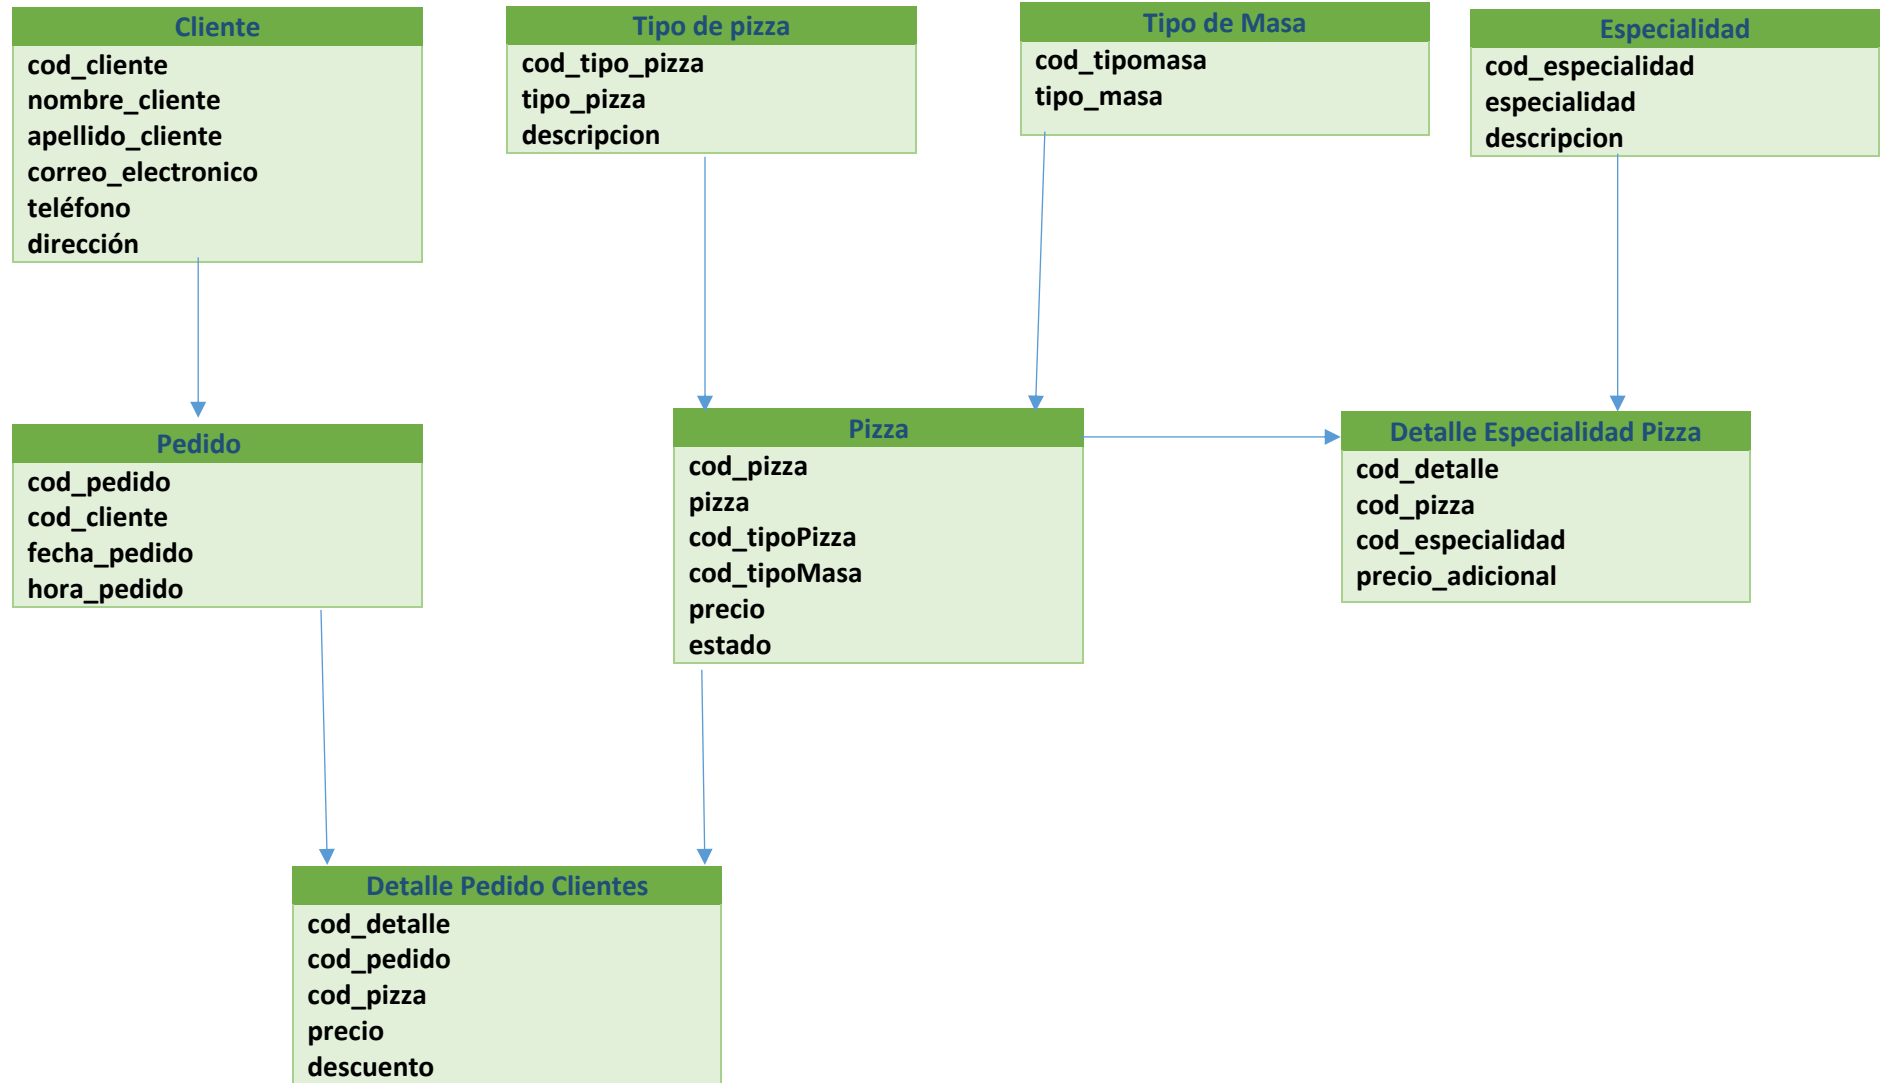 Cliente
cod_cliente
nombre_cliente
apellido_cliente
correo_electronico
teléfono
dirección
Tipo de pizza
cod_tipo_pizza
tipo_pizza
descripcion
Tipo de Masa
cod_tipomasa
tipo_masa
Especialidad
cod_especialidad
especialidad
descripcion
Pedido
cod_pedido
cod_cliente
fecha_pedido
hora_pedido
Pizza
cod_pizza
pizza
cod_tipoPizza
cod_tipoMasa
precio
estado
Detalle Especialidad Pizza
cod_detalle
cod_pizza
cod_especialidad
precio_adicional
Detalle Pedido Clientes
cod_detalle
cod_pedido
cod_pizza
precio
descuento